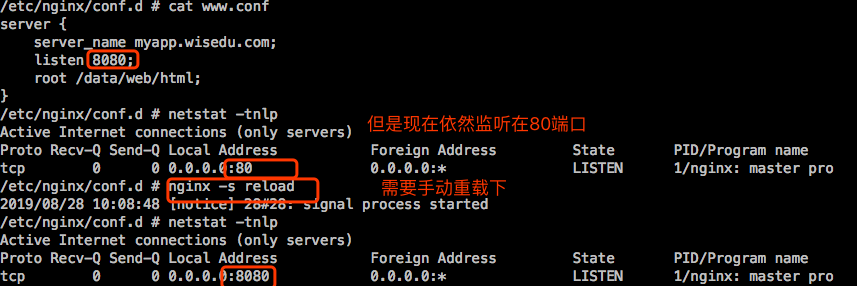 /etc/nginx/conf.d # cat www.conf
server {
    server_name myapp.wisedu.com;
    listen 8080;
    root /data/web/html;
}
/etc/nginx/conf.d # netstat -tnlp
但是现在依然监听在80端口
Active Internet connections (only servers)
Proto Recv-Q Send-Q Local Address           Foreign Address         State       PID/Program name
tcp        0      0 0.0.0.0:80              0.0.0.0:*               LISTEN      1/nginx: master pro
/etc/nginx/conf.d # nginx -s reload 需要手动重载下
2019/08/28 10:08:48 [notice] 28#28: signal process started
/etc/nginx/conf.d # netstat -tnlp
Active Internet connections (only servers)
Proto Recv-Q Send-Q Local Address           Foreign Address         State       PID/Program name
tcp        0      0 0.0.0.0:8080            0.0.0.0:*               LISTEN      1/nginx: master pro